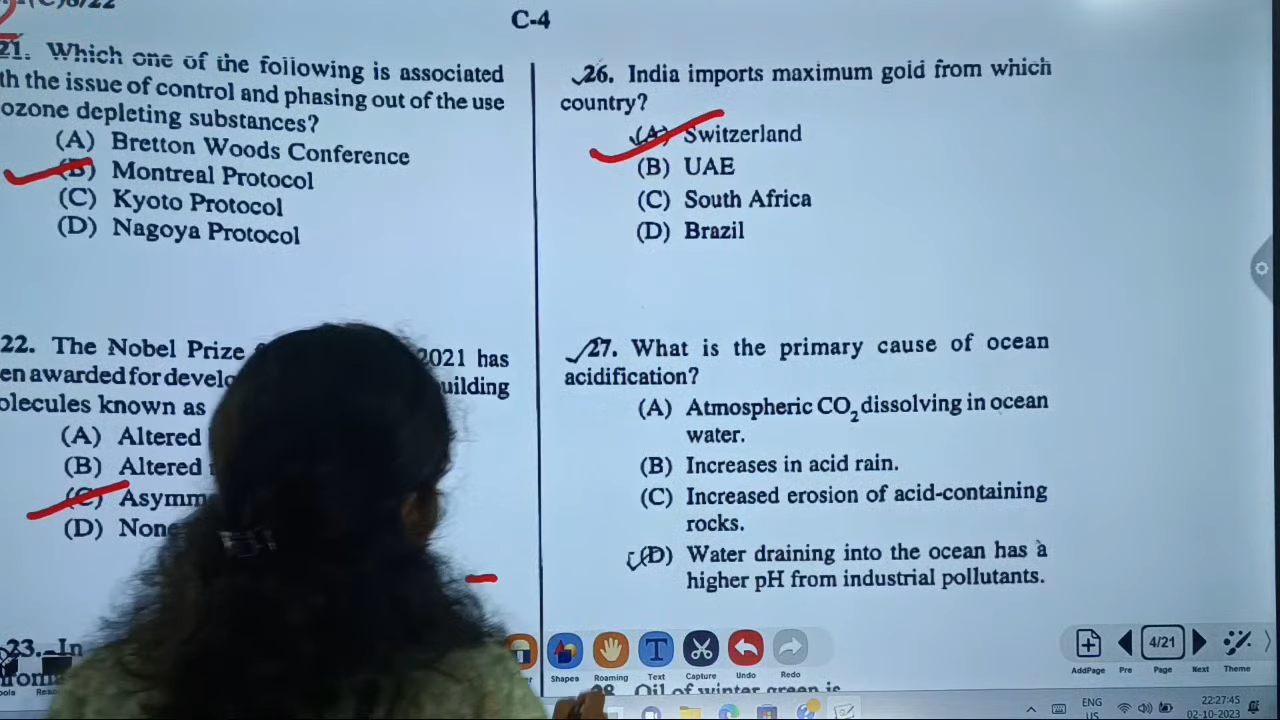 C-4
21. Which one of the following is associated
th the issue of control and phasing out of the use
ozone depleting substances?
(A) Bretton Woods Conference
(B) Montreal Protocol
(C) Kyoto Protocol
(D) Nagoya Protocol
22. The Nobel Prize 2021 has
en awarded for develo uilding
olecules known as
(A) Altered
(B) Altered
(C) Asymm
(D) None
23. In
from
26. India imports maximum gold from which
country?
(A) Switzerland
(B) UAE
(C) South Africa
(D) Brazil
27. What is the primary cause of ocean
acidification?
(A) Atmospheric CO₂ dissolving in ocean
water.
(B) Increases in acid rain.
(C) Increased erosion of acid-containing
rocks.
(D) Water draining into the ocean has a
higher pH from industrial pollutants.
28. Oil of winter green is
Shapes Roaming Text Capture Undo Redo
AddPage Pre 4/21 Page Next Theme
ENG
US
22:27:45
02-10-2023